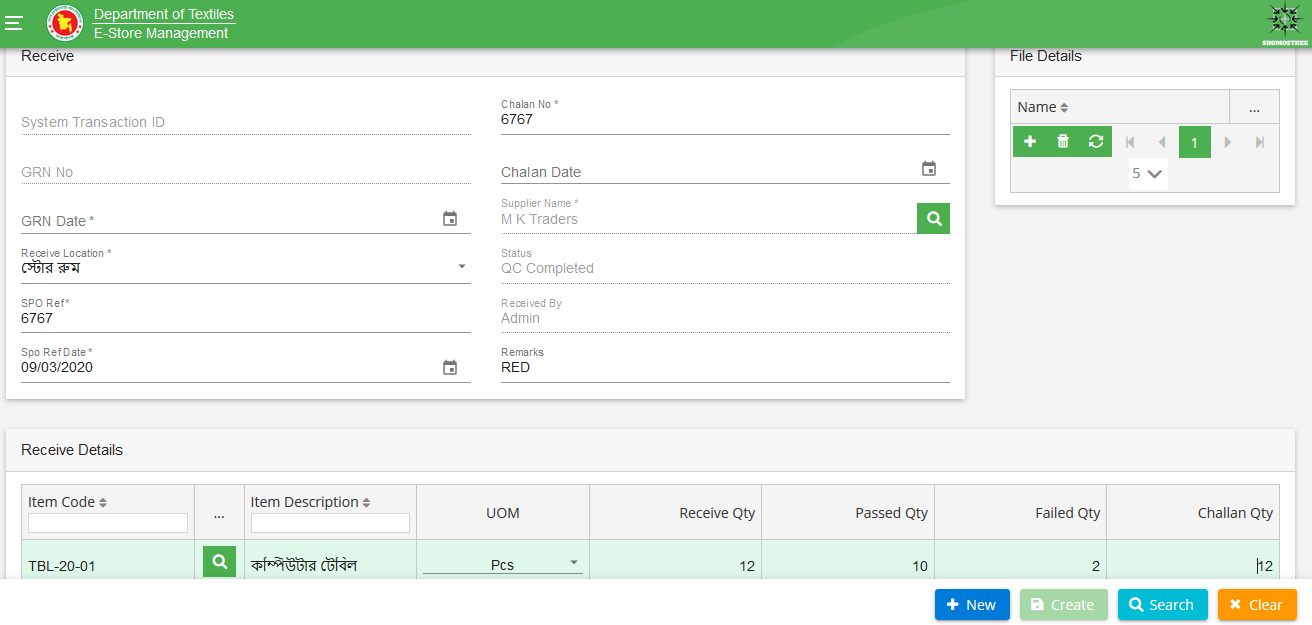 Department of Textiles
E-Store Management
SHOMOSTHEE
Receive
System Transaction ID
Chalan No *
6767
GRN No
Chalan Date
GRN Date *
Supplier Name *
M K Traders
Receive Location *
স্টোর রুম
Status
QC Completed
SPO Ref*
6767
Received By
Admin
Spo Ref Date *
09/03/2020
Remarks
RED
File Details
Name ...
1
5
Receive Details
Item Code ... Item Description UOM Receive Qty Passed Qty Failed Qty Challan Qty
TBL-20-01 কম্পিউটার টেবিল Pcs 12 10 2 12
New Create Search Clear